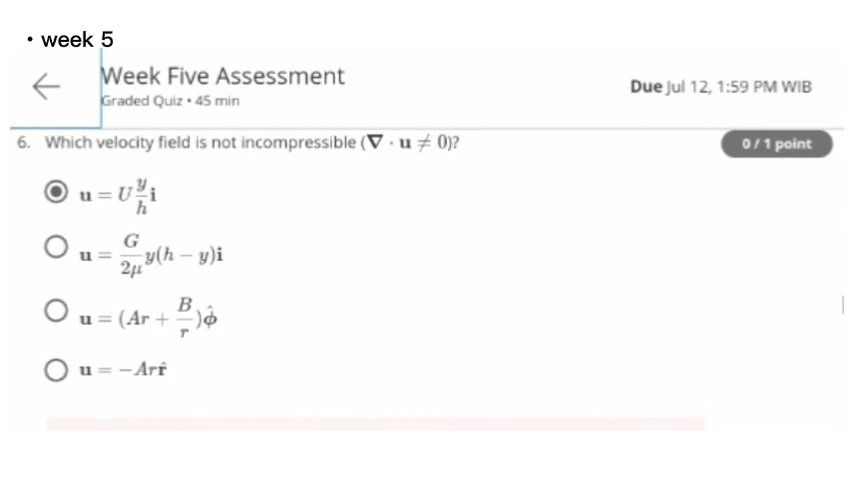 • week 5
Week Five Assessment
Graded Quiz • 45 min
Due Jul 12, 1:59 PM WIB
6. Which velocity field is not incompressible (∇ · u ≠ 0)?
0 / 1 point
u = U y/h i
u = G/2μ y(h − y)i
u = (Ar + B/r)φ̂
u = −Arr̂